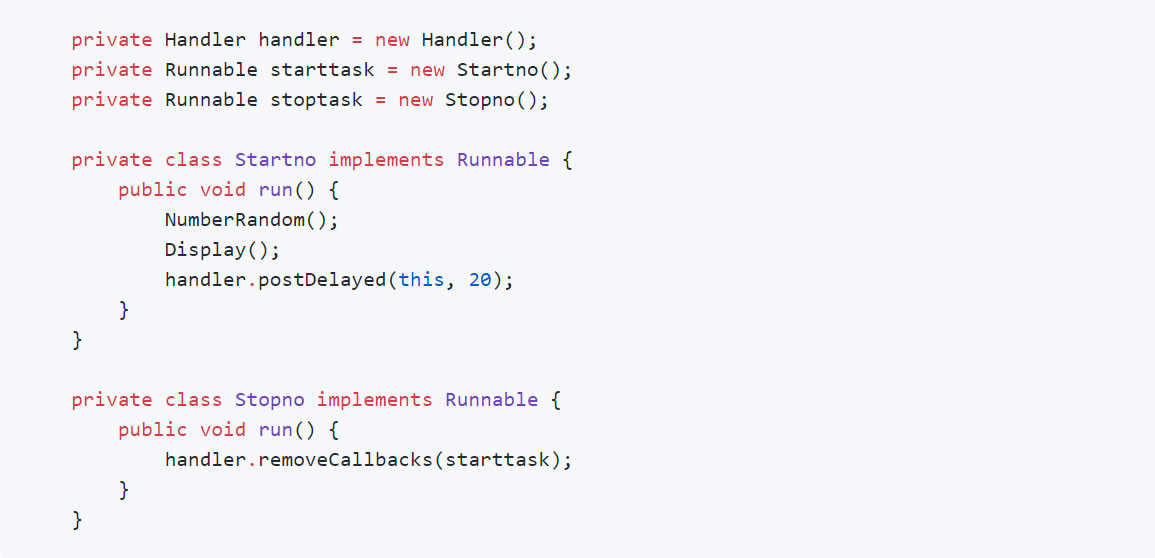 private Handler handler = new Handler();
private Runnable starttask = new Startno();
private Runnable stoptask = new Stopno();
private class Startno implements Runnable {
public void run() {
NumberRandom();
Display();
handler.postDelayed(this, 20);
}
}
private class Stopno implements Runnable {
public void run() {
handler.removeCallbacks(starttask);
}
}